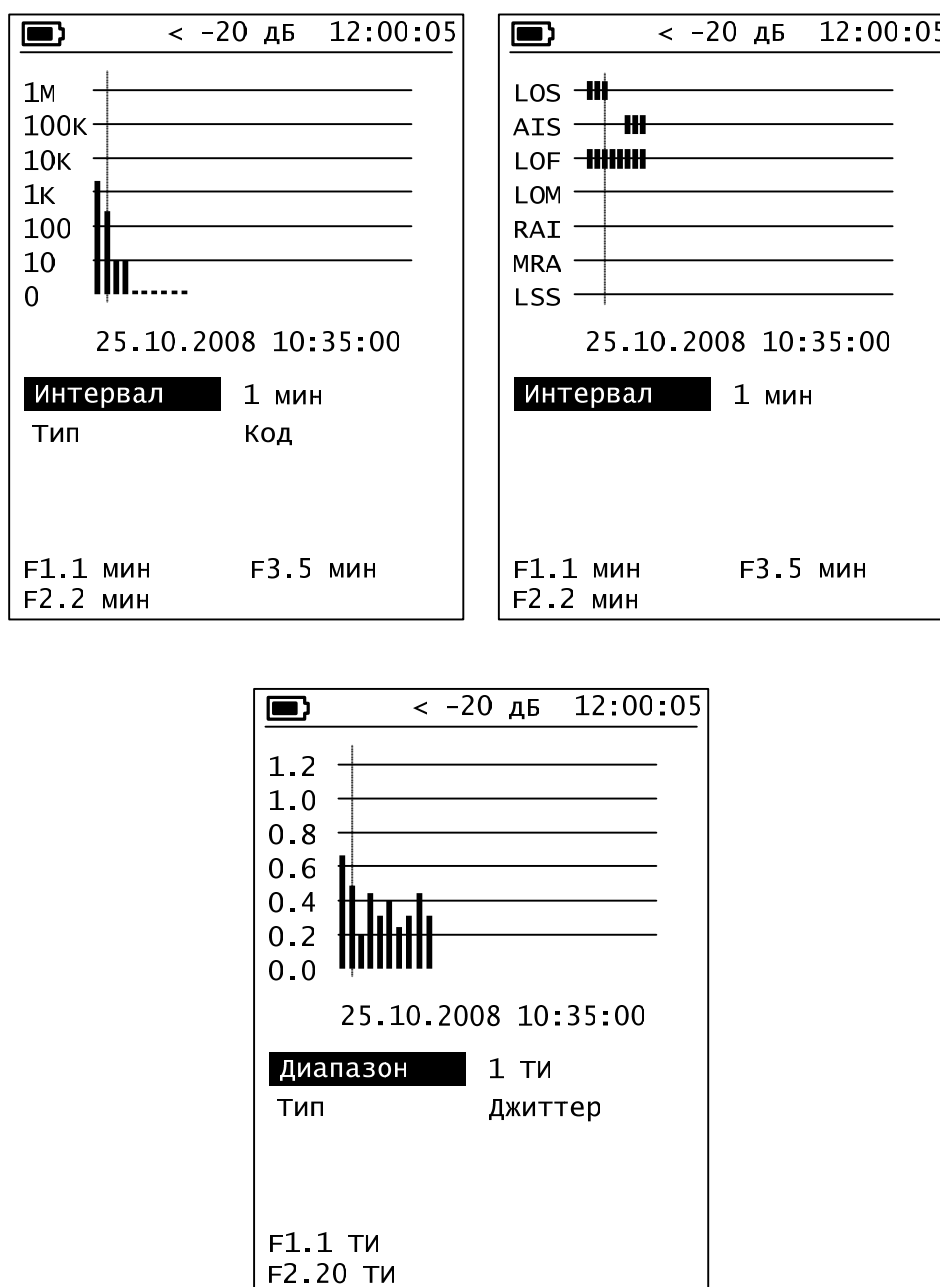 < -20 дБ 12:00:05
1М
100К
10К
1К
100
10
0
25.10.2008 10:35:00
Интервал 1 мин
Тип Код
F1.1 мин F3.5 мин
F2.2 мин
< -20 дБ 12:00:05
LOS
AIS
LOF
LOM
RAI
MRA
LSS
25.10.2008 10:35:00
Интервал 1 мин
F1.1 мин F3.5 мин
F2.2 мин
< -20 дБ 12:00:05
1.2
1.0
0.8
0.6
0.4
0.2
0.0
25.10.2008 10:35:00
Диапазон 1 ТИ
Тип Джиттер
F1.1 ТИ
F2.20 ТИ